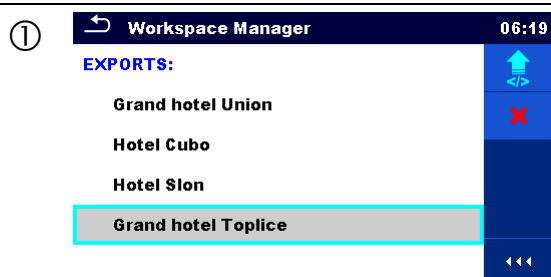 ①
Workspace Manager 06:19
EXPORTS:
</>
Grand hotel Union
Hotel Cubo
Hotel Slon
Grand hotel Toplice